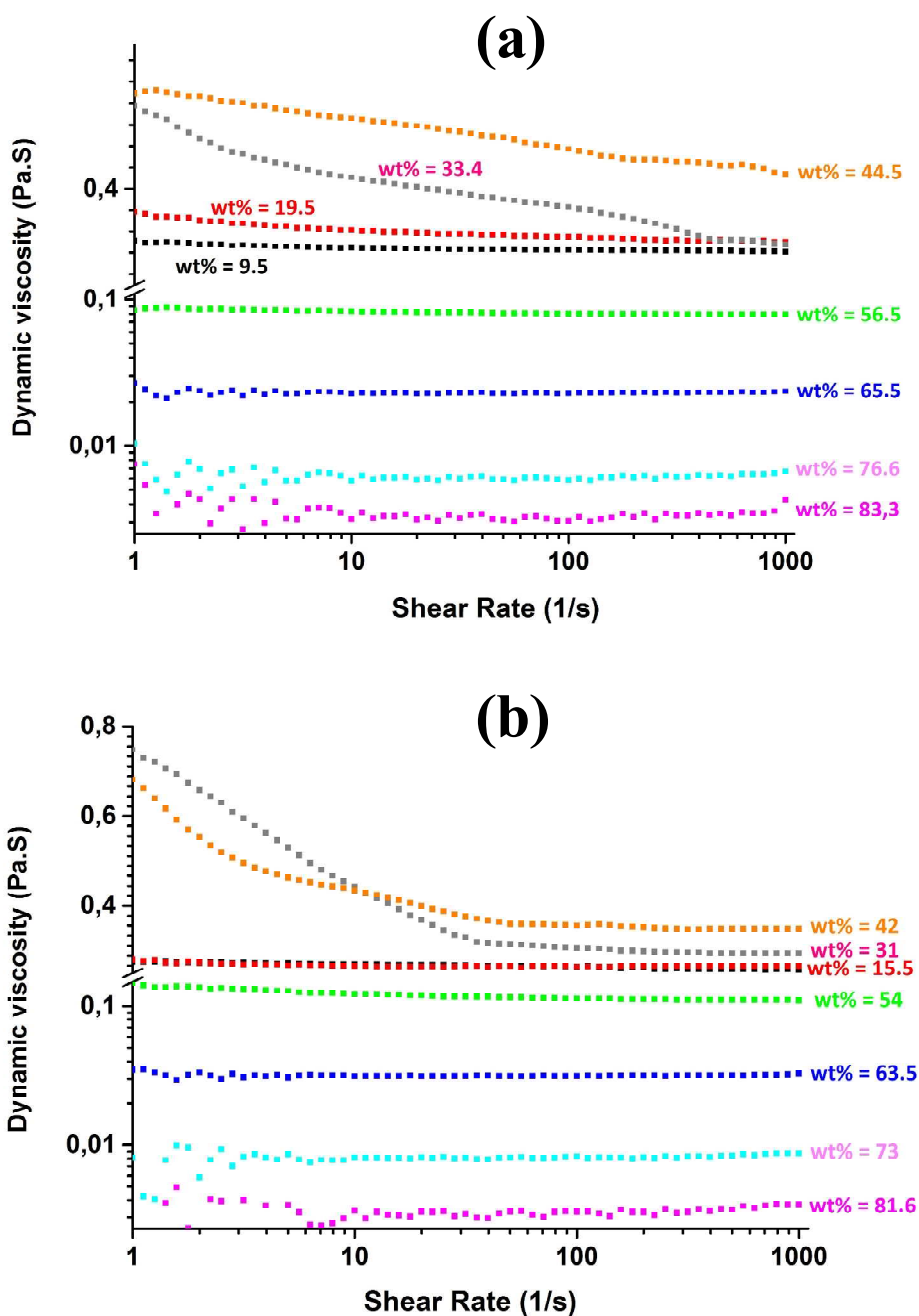 (a)
Dynamic viscosity (Pa.S)
wt% = 33.4
wt% = 44.5
0,4
wt% = 19.5
wt% = 9.5
0,1
wt% = 56.5
wt% = 65.5
0,01
wt% = 76.6
wt% = 83,3
1
10
100
1000
Shear Rate (1/s)
(b)
Dynamic viscosity (Pa.S)
0,8
0,6
0,4
wt% = 42
wt% = 31
wt% = 15.5
0,1
wt% = 54
wt% = 63.5
0,01
wt% = 73
wt% = 81.6
1
10
100
1000
Shear Rate (1/s)